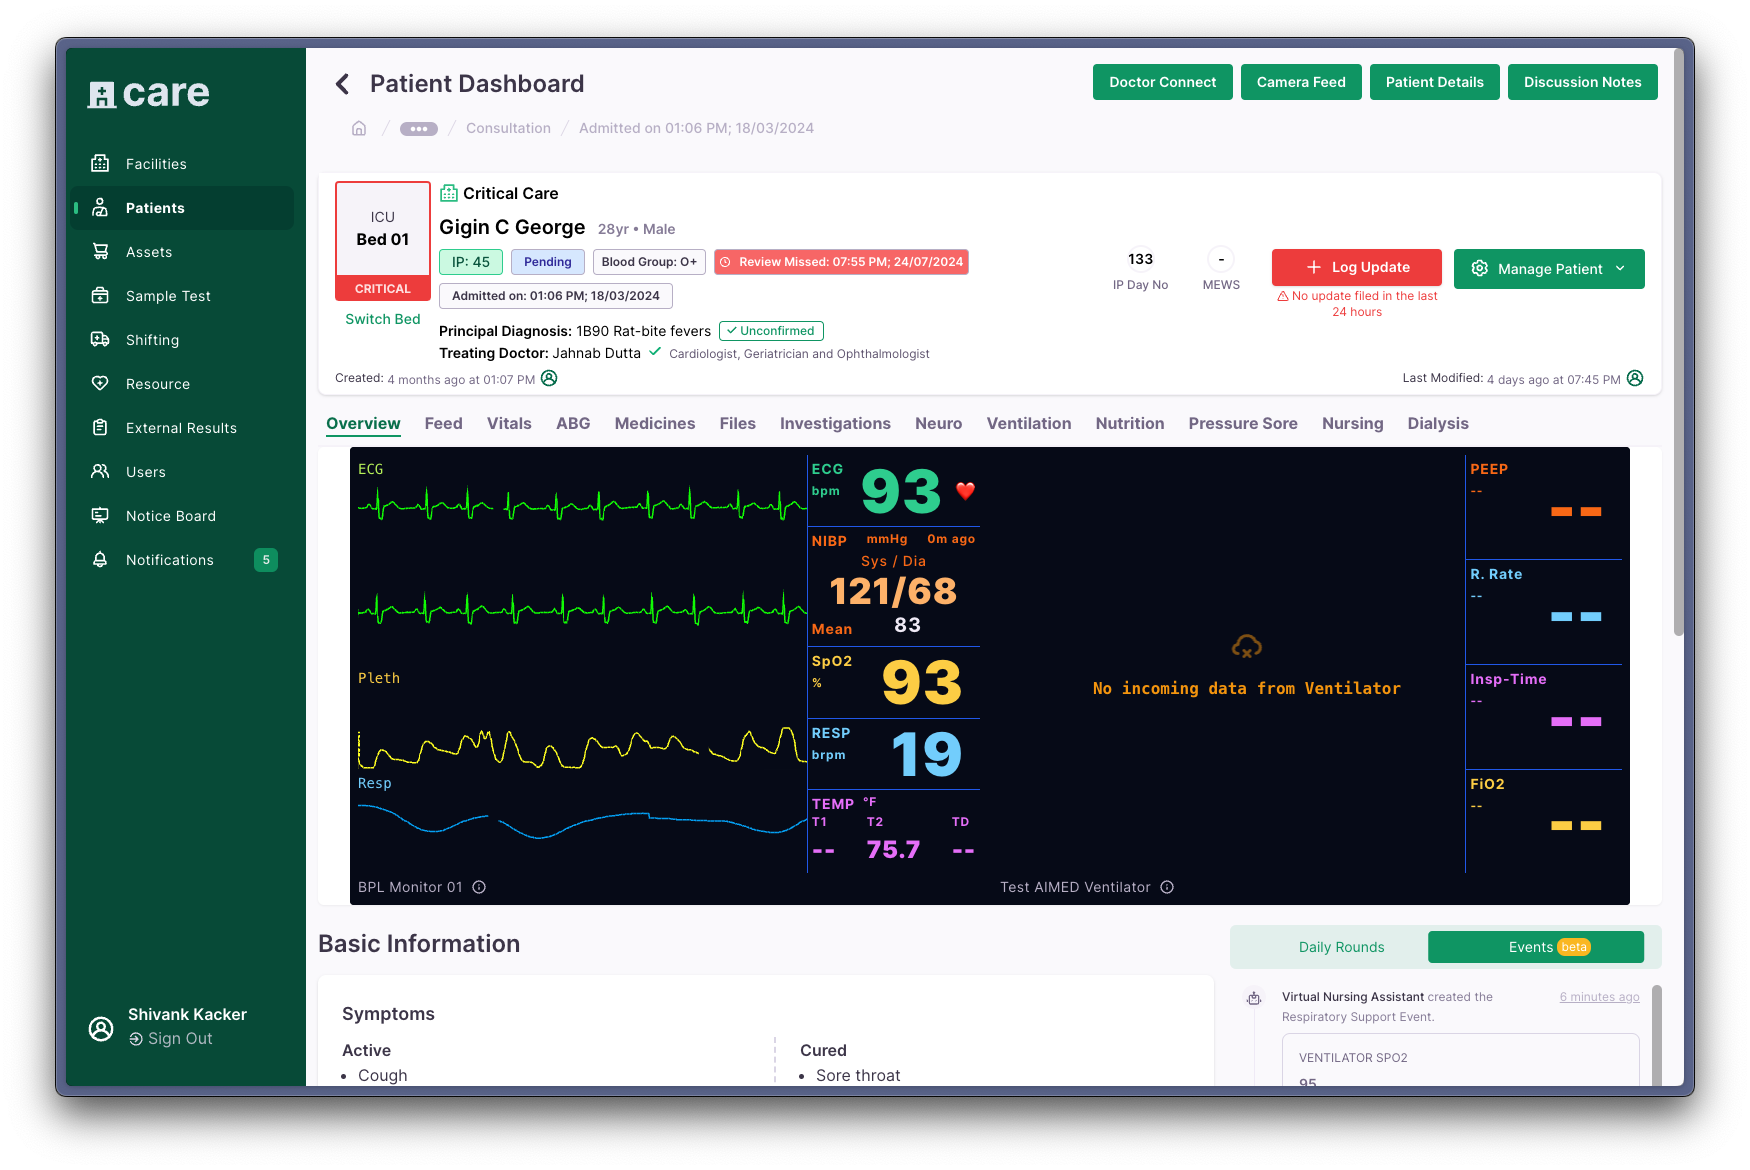 care
Facilities
Patients
Assets
Sample Test
Shifting
Resource
External Results
Users
Notice Board
Notifications 5
Shivank Kacker
Sign Out
Patient Dashboard
Doctor Connect
Camera Feed
Patient Details
Discussion Notes
/ ••• / Consultation / Admitted on 01:06 PM; 18/03/2024
ICU
Bed 01
CRITICAL
Switch Bed
Critical Care
Gigin C George 28yr • Male
IP: 45 Pending Blood Group: O+ Review Missed: 07:55 PM; 24/07/2024
Admitted on: 01:06 PM; 18/03/2024
Principal Diagnosis: 1B90 Rat-bite fevers Unconfirmed
Treating Doctor: Jahnab Dutta Cardiologist, Geriatrician and Ophthalmologist
133
IP Day No
-
MEWS
Log Update
No update filed in the last
24 hours
Manage Patient
Created: 4 months ago at 01:07 PM
Last Modified: 4 days ago at 07:45 PM
Overview Feed Vitals ABG Medicines Files Investigations Neuro Ventilation Nutrition Pressure Sore Nursing Dialysis
ECG
Pleth
Resp
ECG
bpm
93
NIBP mmHg 0m ago
Sys / Dia
121/68
Mean 83
SpO2
%
93
RESP
brpm
19
TEMP °F
T1 T2 TD
-- 75.7 --
BPL Monitor 01
No incoming data from Ventilator
Test AIMED Ventilator
PEEP
--
--
R. Rate
--
--
Insp-Time
--
--
FiO2
--
--
Basic Information
Symptoms
Active
• Cough
Cured
• Sore throat
Daily Rounds
Events beta
Virtual Nursing Assistant created the
Respiratory Support Event.
6 minutes ago
VENTILATOR SPO2
95